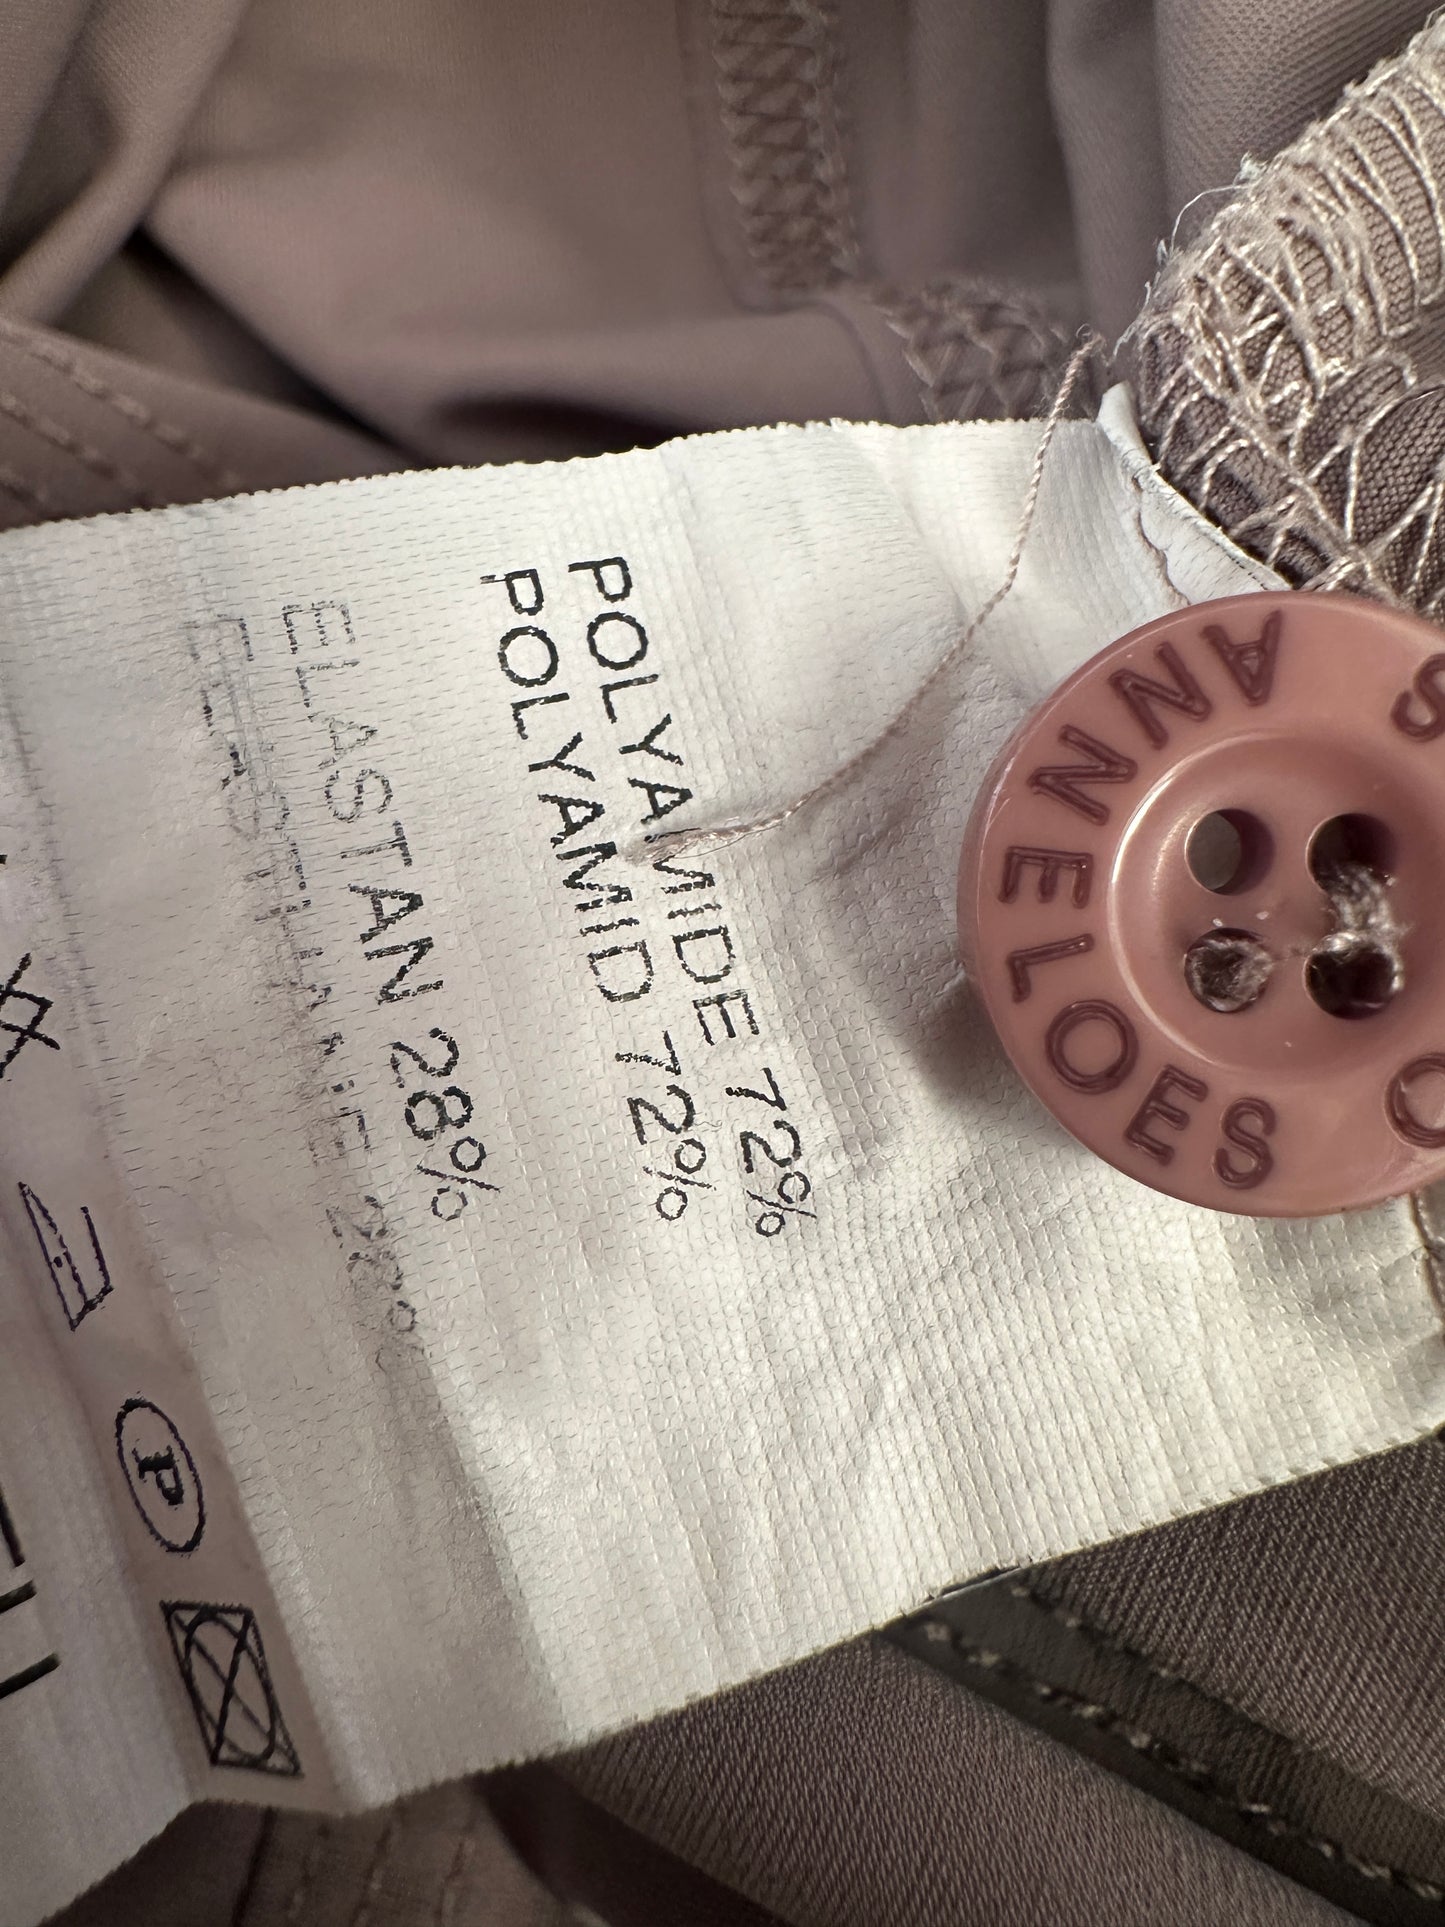 POLYAMIDE 72%
POLYAMID 72%
ELASTAN 28%
P
ANNELOES